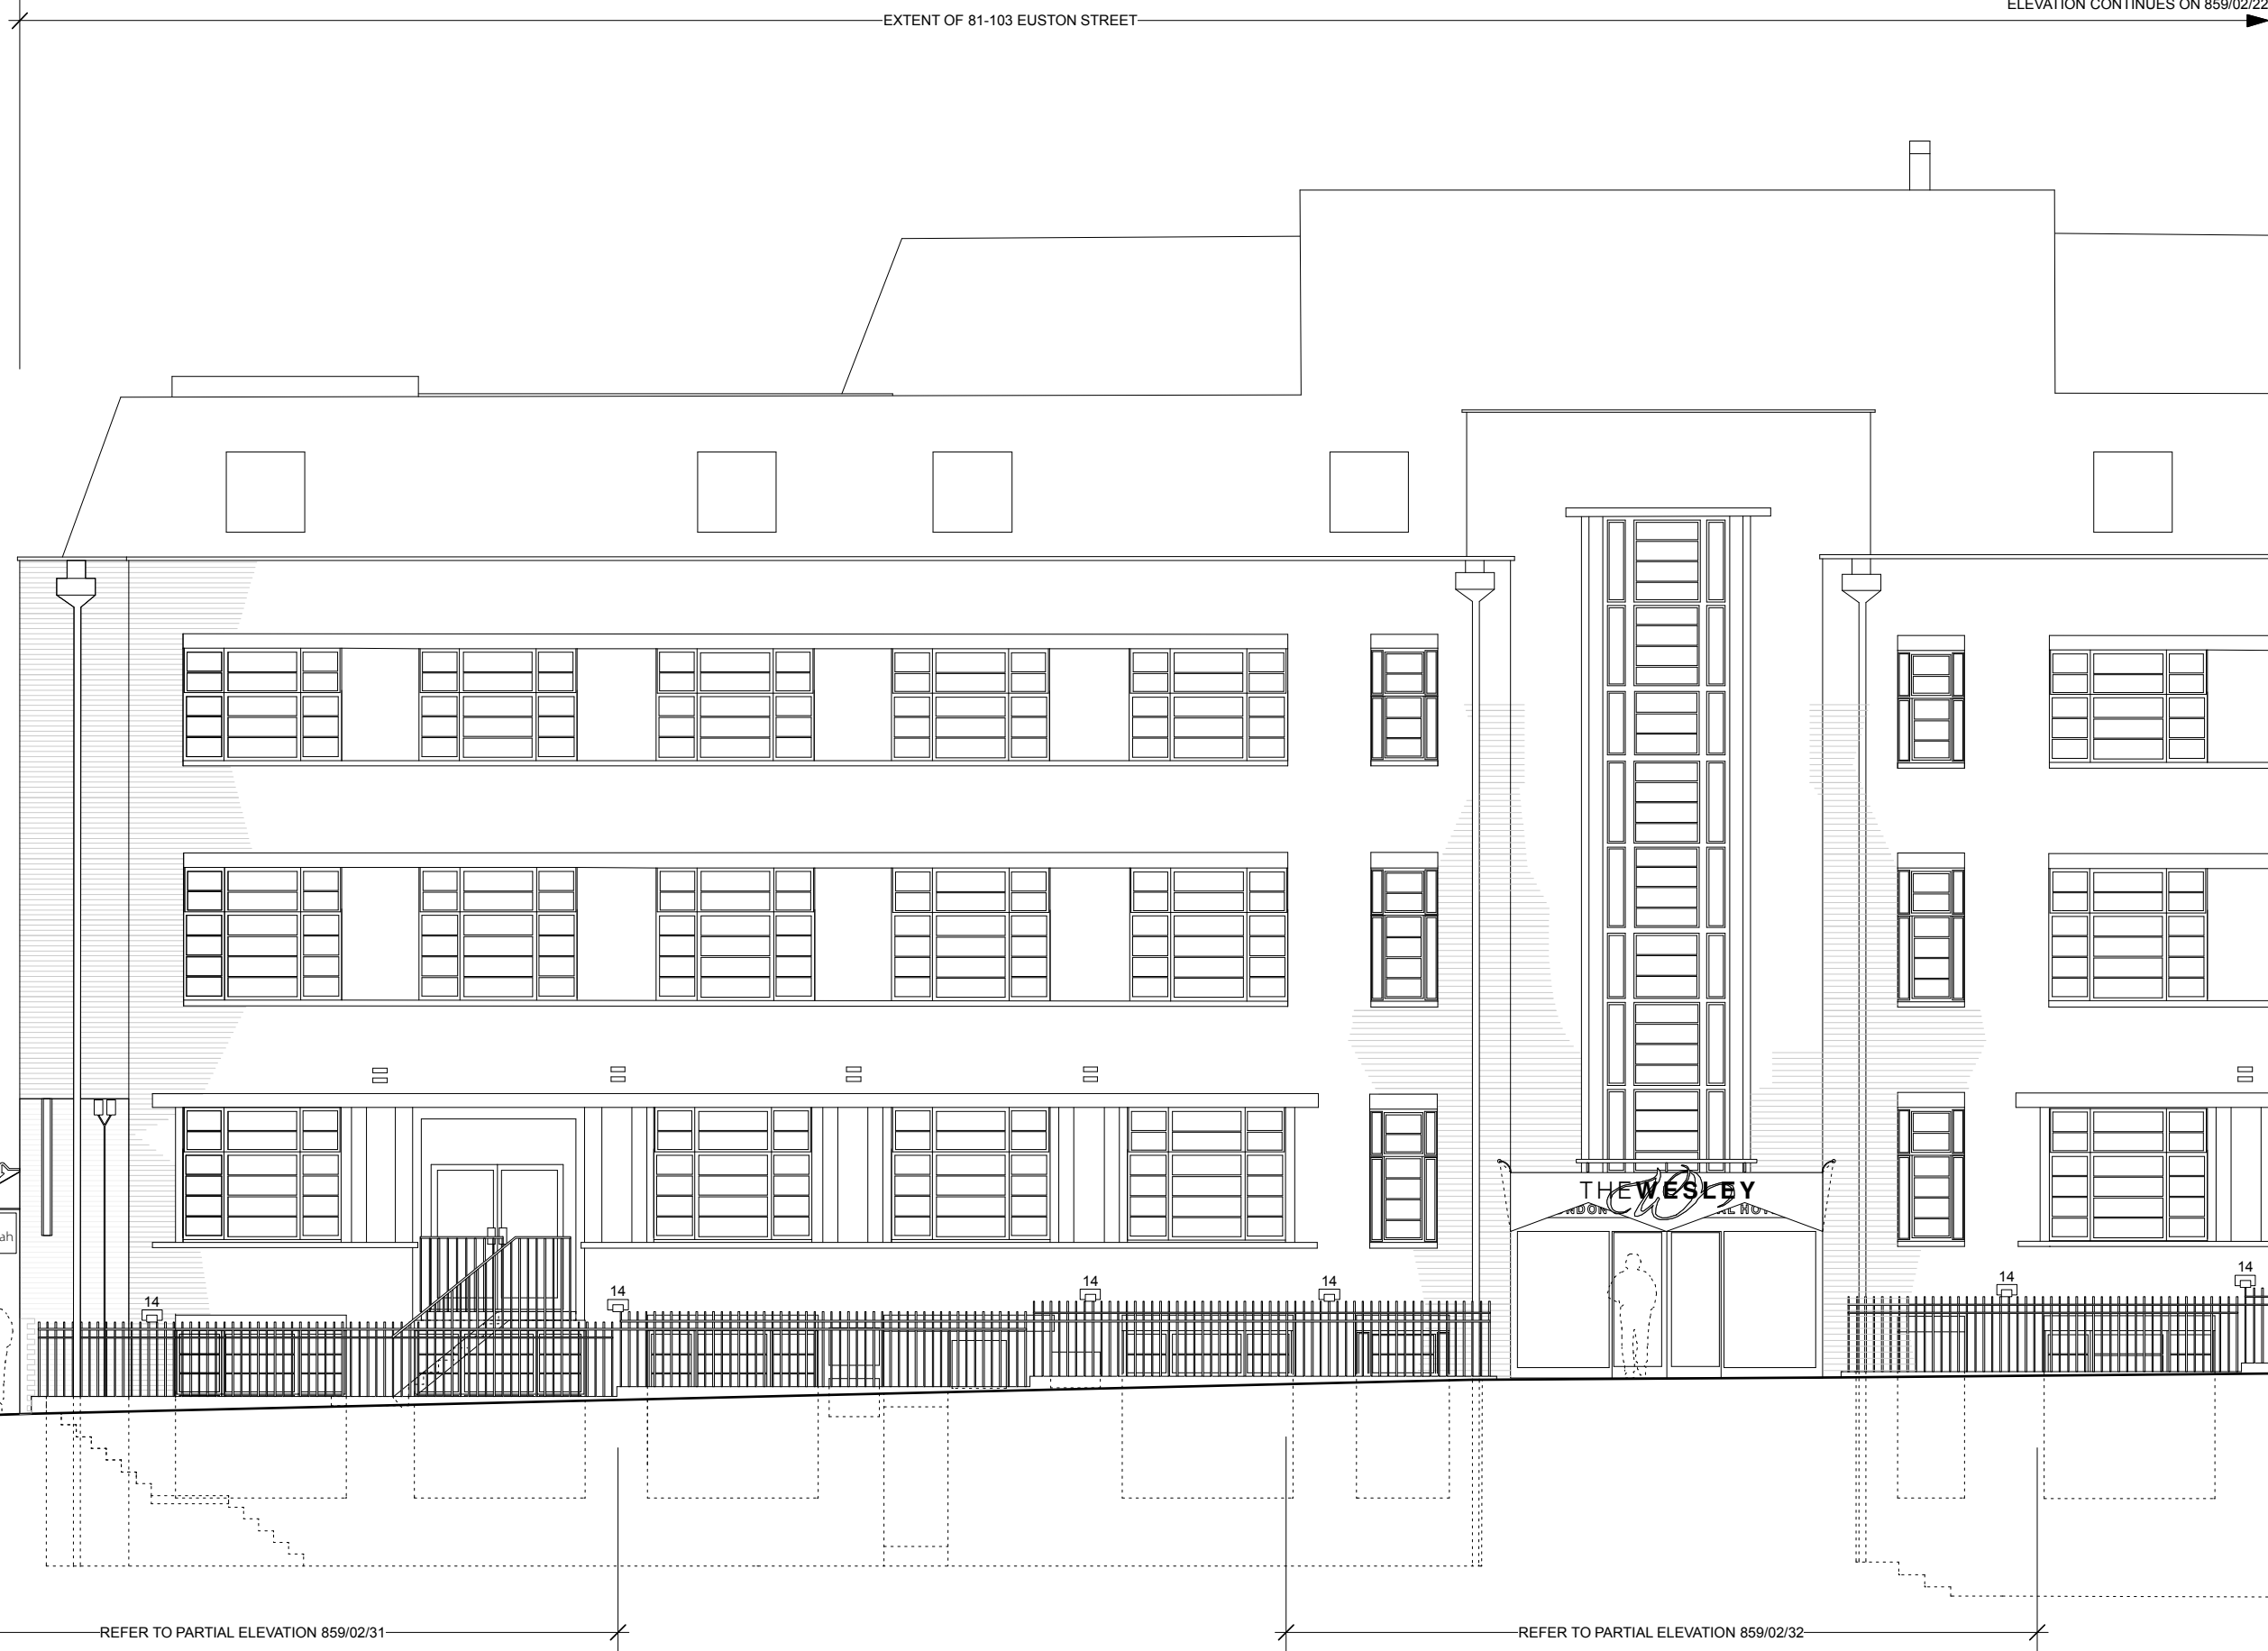 ELEVATION CONTINUES ON 859/02/22
EXTENT OF 81-103 EUSTON STREET
THE WESLEY
ah
14
14
14
14
14
14
REFER TO PARTIAL ELEVATION 859/02/31
REFER TO PARTIAL ELEVATION 859/02/32